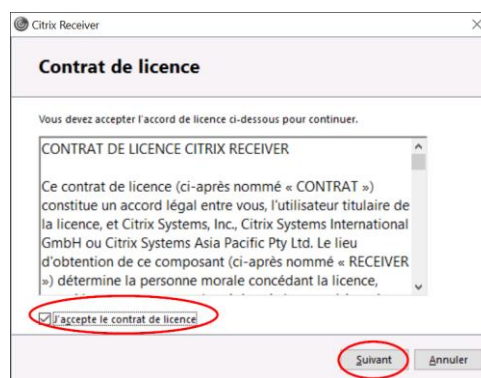 Citrix Receiver
Contrat de licence
Vous devez accepter l'accord de licence ci-dessous pour continuer.
CONTRAT DE LICENCE CITRIX RECEIVER
Ce contrat de licence (ci-après nommé « CONTRAT »)
constitue un accord légal entre vous, l'utilisateur titulaire de
la licence, et Citrix Systems, Inc., Citrix Systems International
GmbH ou Citrix Systems Asia Pacific Pty Ltd. Le lieu
d'obtention de ce composant (ci-après nommé « RECEIVER
») détermine la personne morale concédant la licence,
J'accepte le contrat de licence
Suivant
Annuler